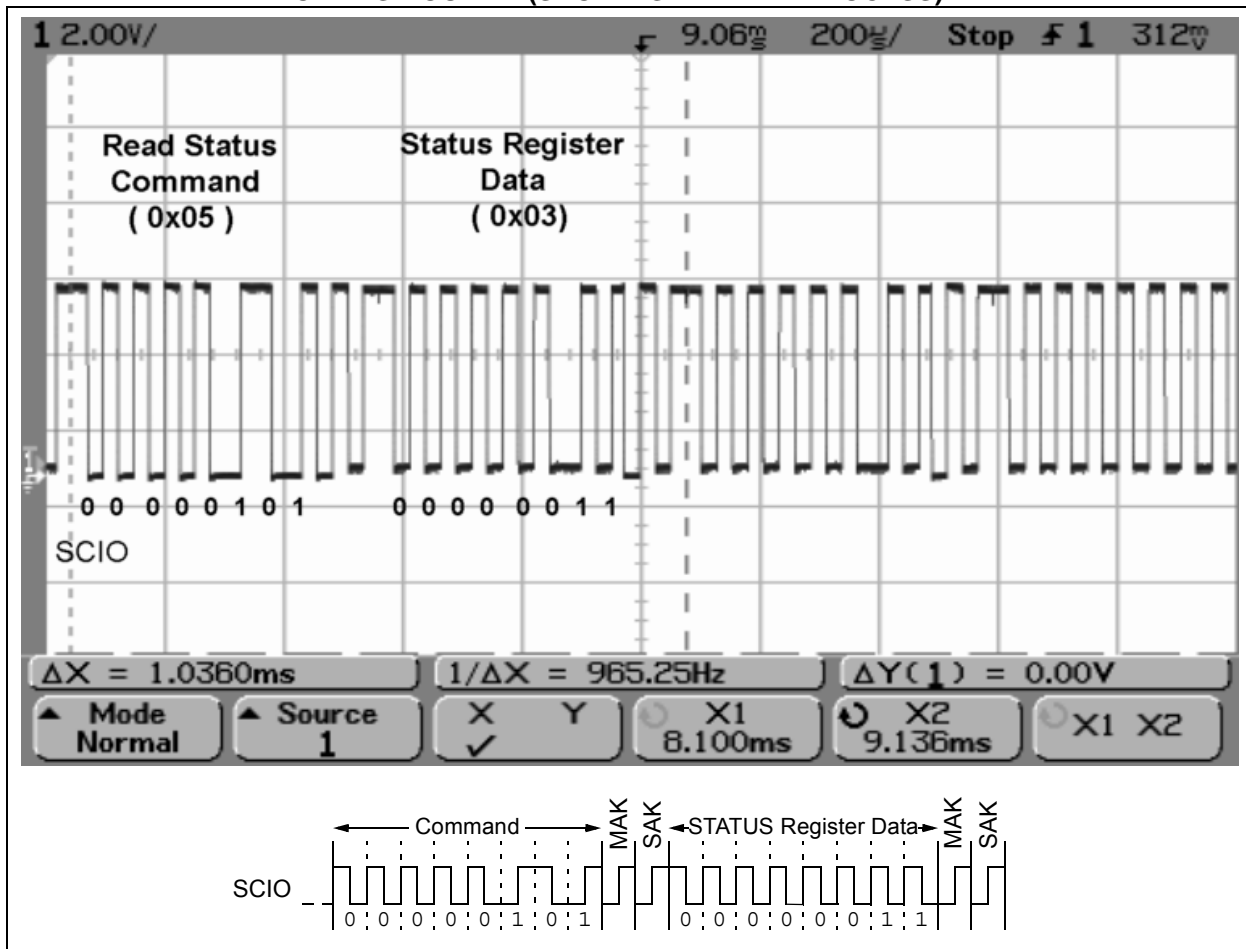 1 2.00V/ 9.06ms 200µs/ Stop 1 312mV
Read Status Status Register
Command Data
( 0x05 ) ( 0x03)
0 0 0 0 0 1 0 1 0 0 0 0 0 0 1 1
SCIO
ΔX = 1.0360ms 1/ΔX = 965.25Hz ΔY(1) = 0.00V
Mode Source X Y X1 X2 X1 X2
Normal 1 ✓ 8.100ms 9.136ms
Command MAK SAK STATUS Register Data MAK SAK
SCIO
0 0 0 0 0 1 0 1 0 0 0 0 0 0 1 1